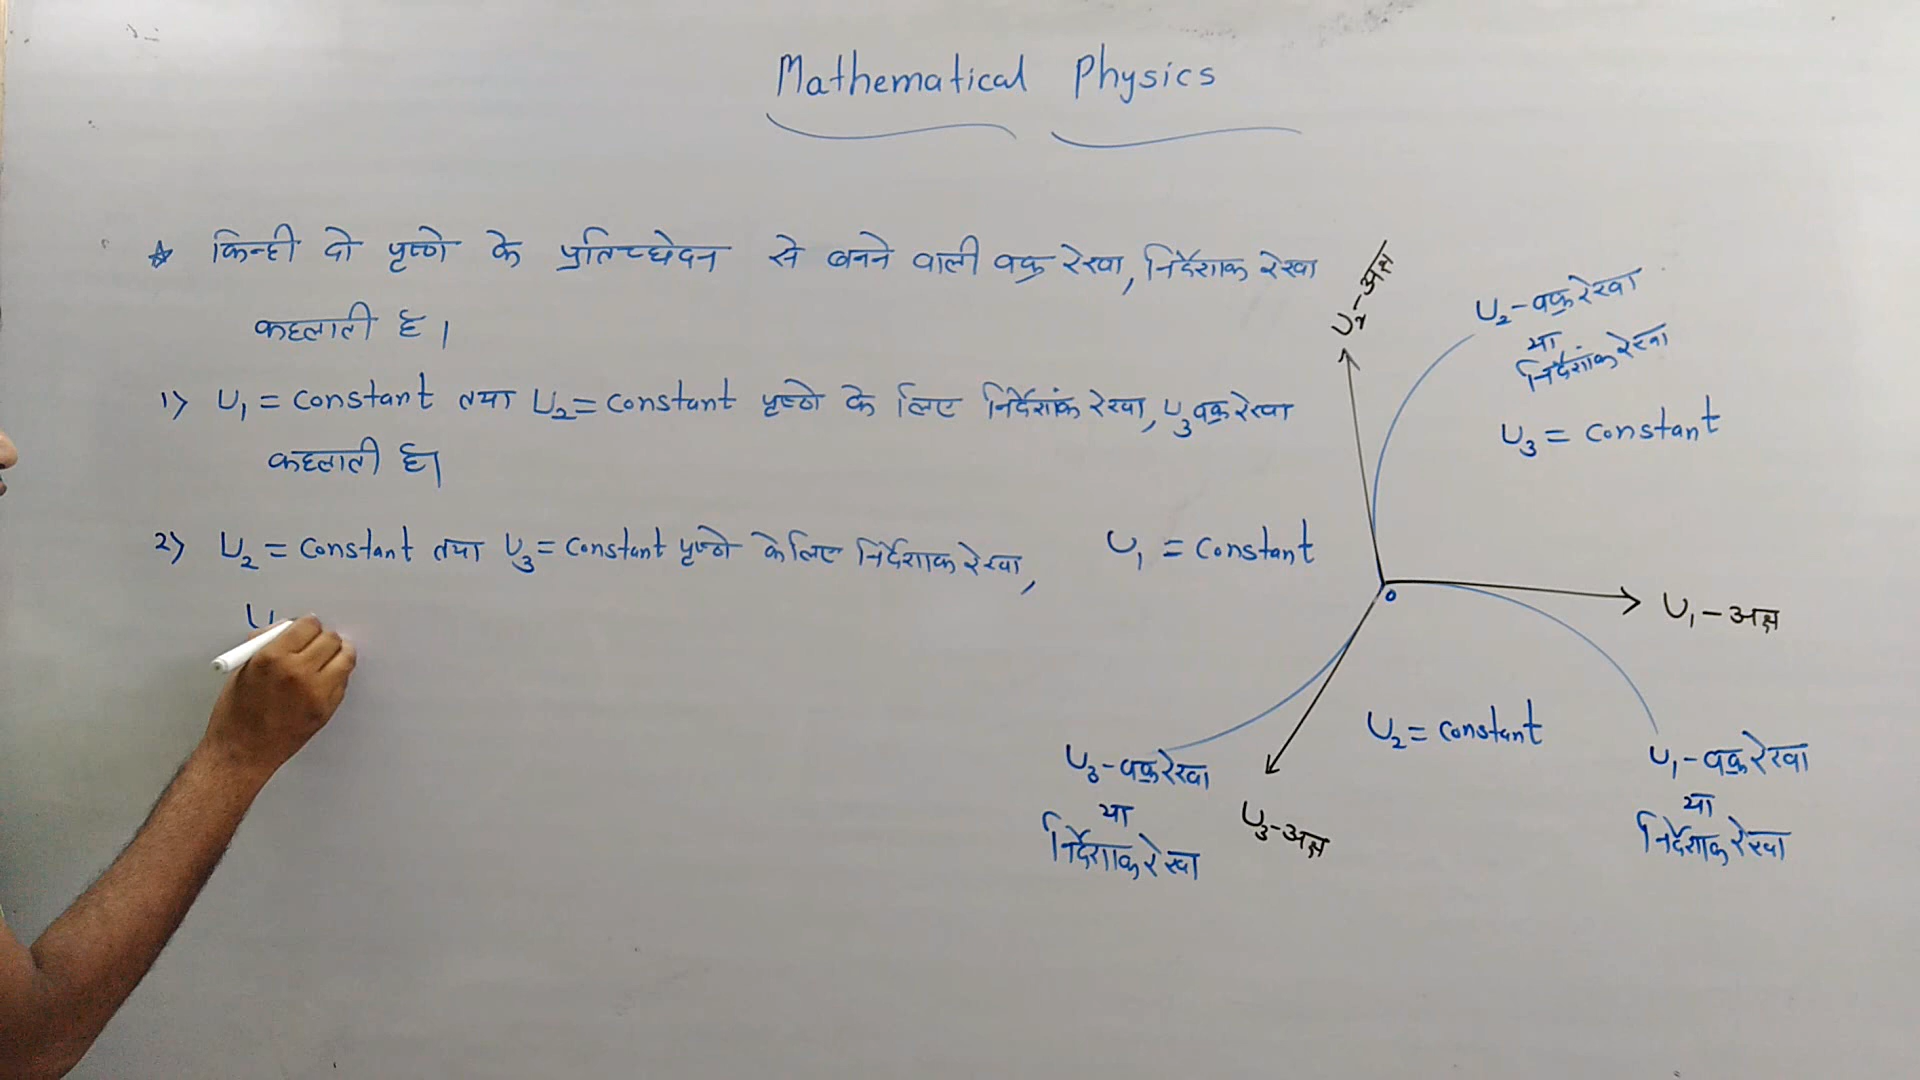 Mathematical Physics
☆ किन्ही दो पृष्ठो के प्रतिच्छेदन से बनने वाली वक्र रेखा, निर्देशाक रेखा
कहलाती है।
1) U₁ = constant तथा U₂ = constant पृष्ठो के लिए निर्देशांक रेखा, U₃ वक्र रेखा
कहलाती है।
2) U₂ = constant तथा U₃ = constant पृष्ठो के लिए निर्देशाक रेखा,
U
U₂-अक्ष
U₂-वक्र रेखा
या
निर्देशांक रेखा
U₃ = constant
U₁ = constant
o
U₁-अक्ष
U₂ = constant
U₃-वक्र रेखा
या
निर्देशाक रेखा
U₃-अक्ष
U₁-वक्र रेखा
या
निर्देशाक रेखा